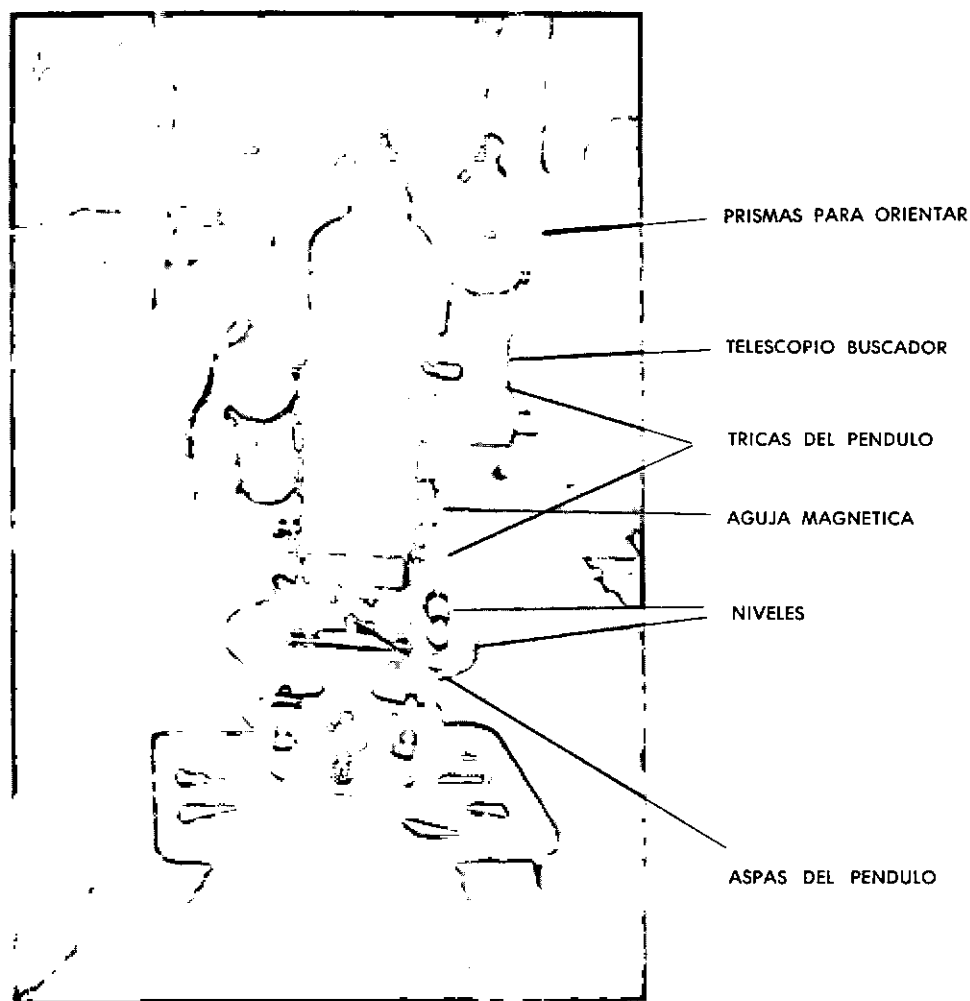 PRISMAS PARA ORIENTAR
TELESCOPIO BUSCADOR
TRICAS DEL PENDULO
AGUJA MAGNETICA
NIVELES
ASPAS DEL PENDULO